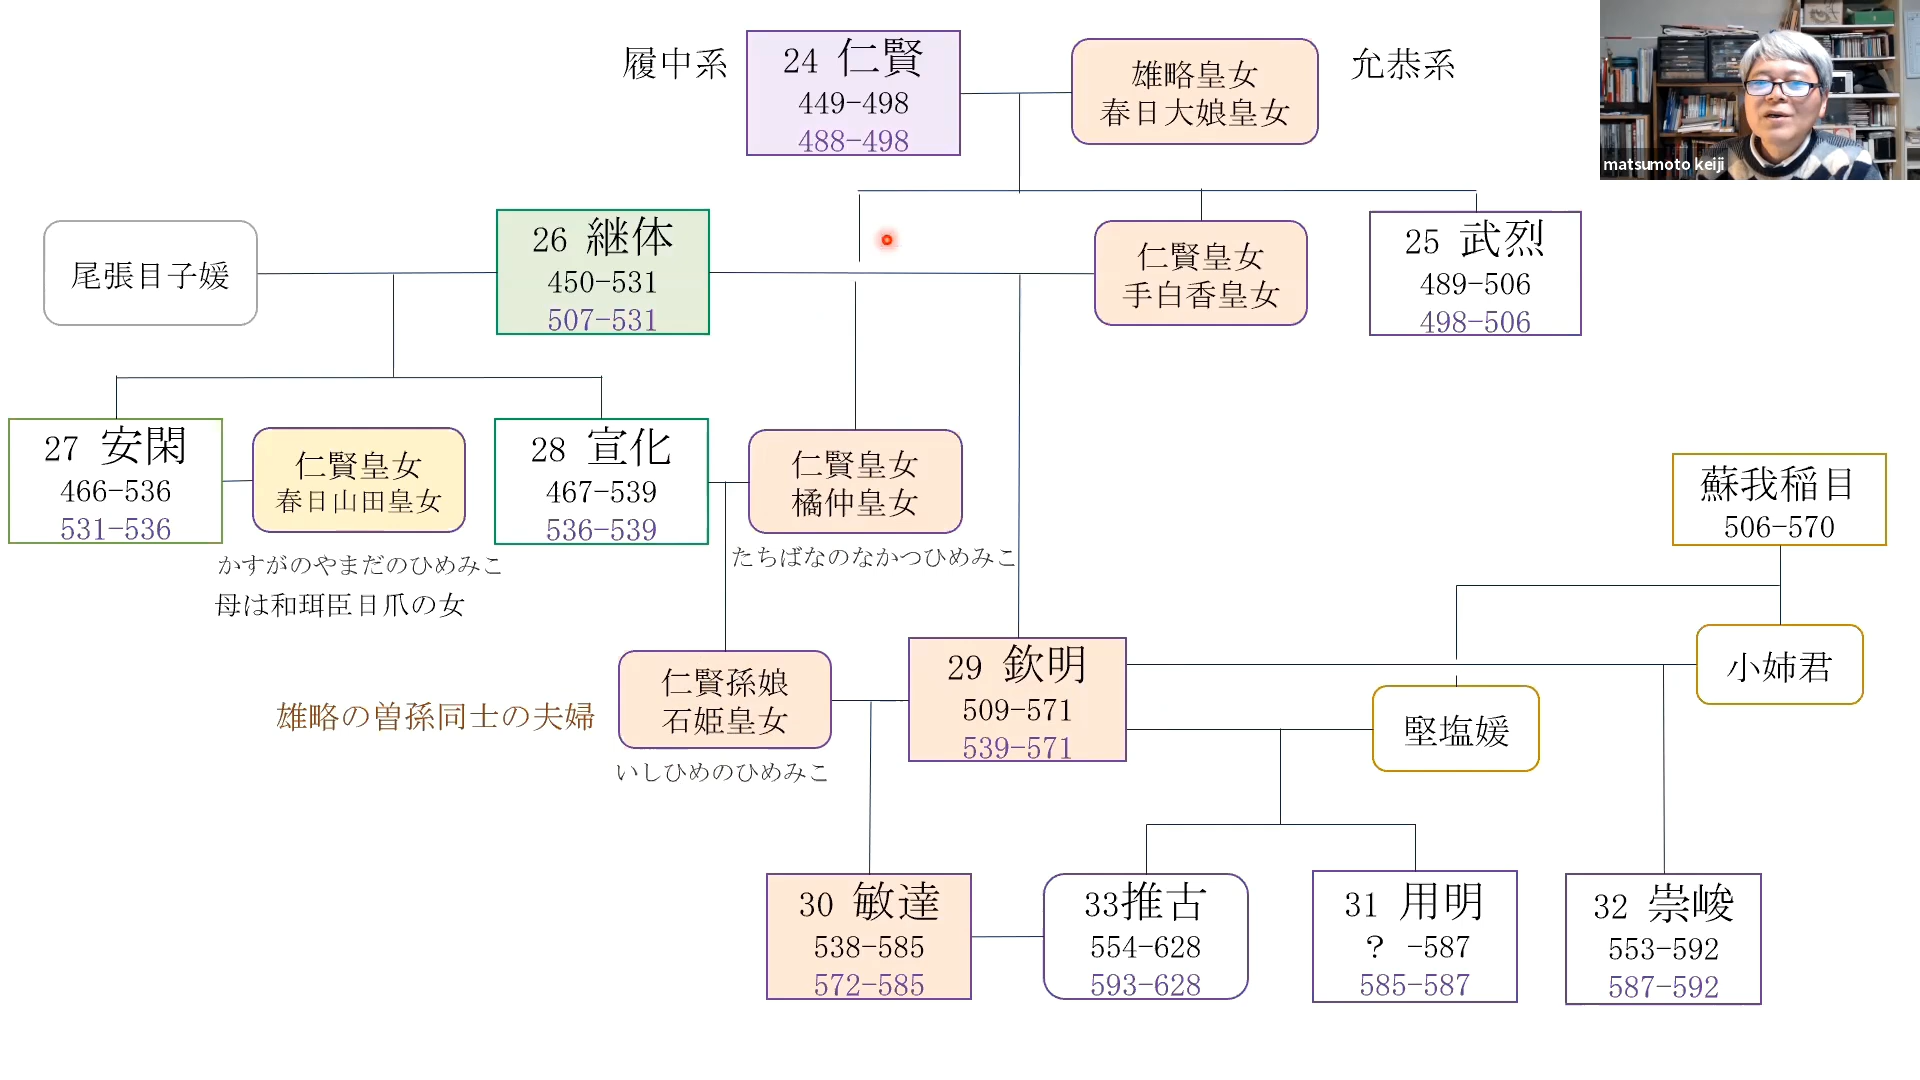 履中系
24 仁賢
449-498
488-498
雄略皇女
春日大娘皇女
允恭系
matsumoto keiji
尾張目子媛
26 継体
450-531
507-531
仁賢皇女
手白香皇女
25 武烈
489-506
498-506
27 安閑
466-536
531-536
仁賢皇女
春日山田皇女
かすがのやまだのひめみこ
母は和珥臣日爪の女
28 宣化
467-539
536-539
仁賢皇女
橘仲皇女
たちばなのなかつひめみこ
蘇我稲目
506-570
雄略の曽孫同士の夫婦
仁賢孫娘
石姫皇女
いしひめのひめみこ
29 欽明
509-571
539-571
小姉君
堅塩媛
30 敏達
538-585
572-585
33推古
554-628
593-628
31 用明
？ -587
585-587
32 崇峻
553-592
587-592